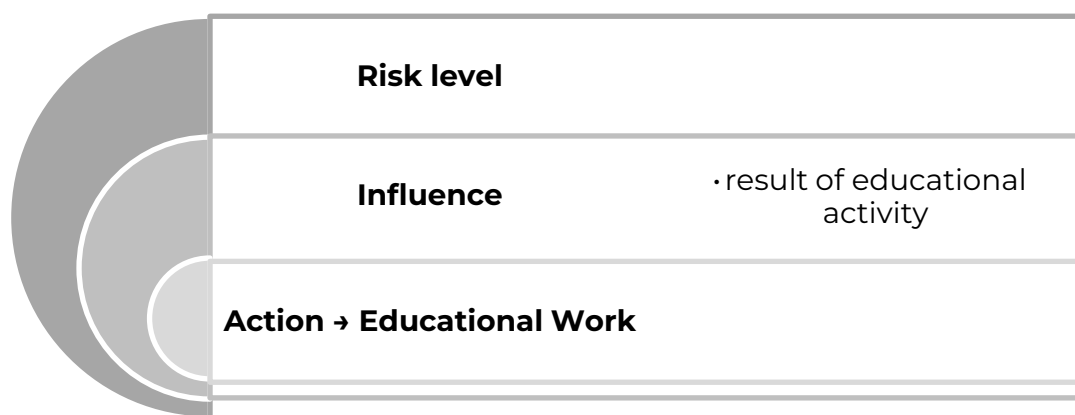 Risk level
Influence
· result of educational
activity
Action → Educational Work